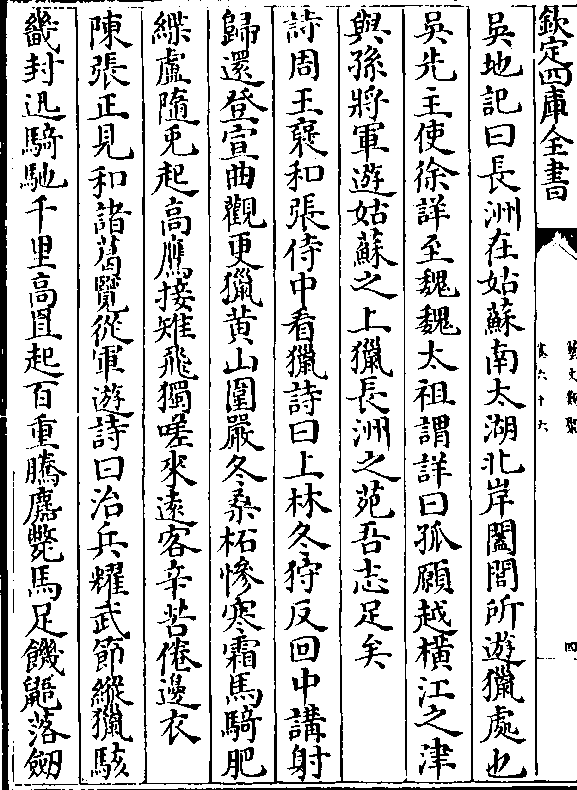 欽定四庫全書
藝文類聚
卷六十六
四
吳地記曰長洲在姑蘇南太湖北岸闔閭所遊獵處也
吳先主使徐詳至魏魏太祖謂詳曰孤願越橫江之津
與孫將軍遊姑蘇之上獵長洲之苑吾志足矣
詩周王襃和張侍中看獵詩曰上林冬狩反回中講射
歸還登宣曲觀更獵黄山圍嚴冬桑柘慘寒霜馬騎肥
緤盧隨兎起高鷹接雉飛獨嗟來遠客辛苦倦邊衣
陳張正見和諸葛覽從軍遊詩曰治兵耀武節縱獵駭
畿封迅騎馳千里高罝起百重騰麏斃馬足饑鼯落劔